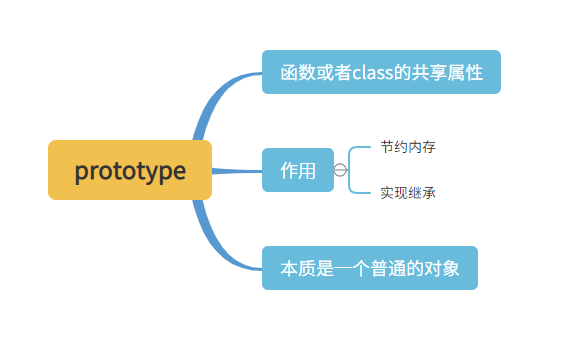 prototype
函数或者class的共享属性
作用
节约内存
实现继承
本质是一个普通的对象